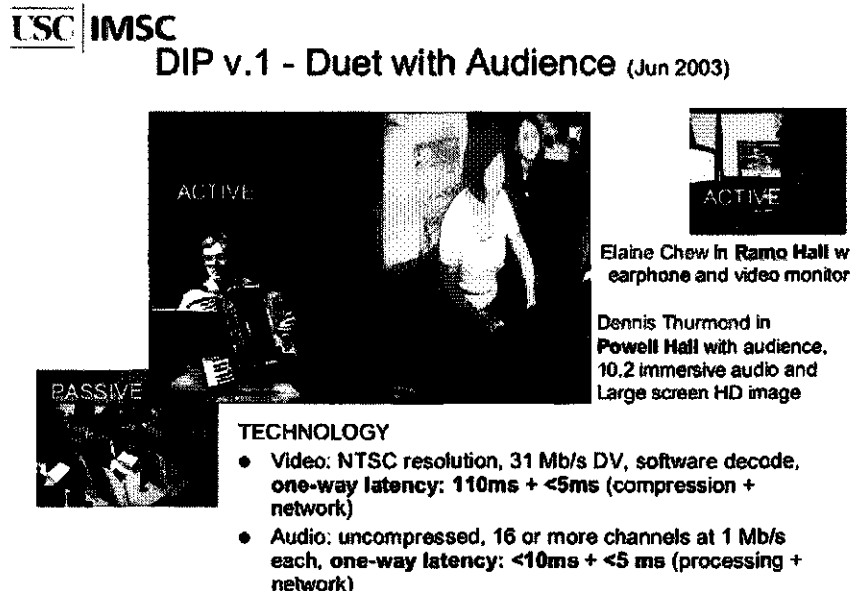 USC IMSC
DIP v.1 - Duet with Audience (Jun 2003)
ACTIVE
ACTIVE
Elaine Chew in Ramo Hall w
earphone and video monitor
Dennis Thurmond in
Powell Hall with audience,
10.2 immersive audio and
Large screen HD image
PASSIVE
TECHNOLOGY
● Video: NTSC resolution, 31 Mb/s DV, software decode,
one-way latency: 110ms + <5ms (compression +
network)
● Audio: uncompressed, 16 or more channels at 1 Mb/s
each, one-way latency: <10ms + <5 ms (processing +
network)